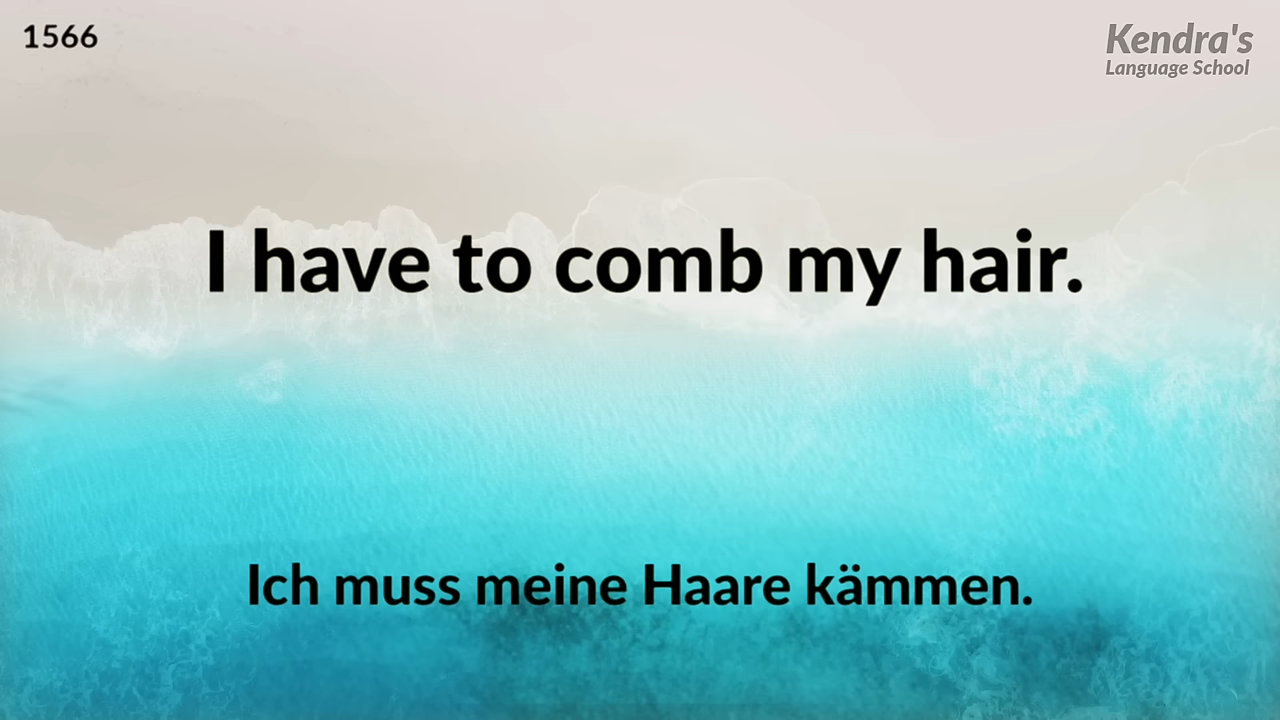 1566
Kendra's
Language School
I have to comb my hair.
Ich muss meine Haare kämmen.